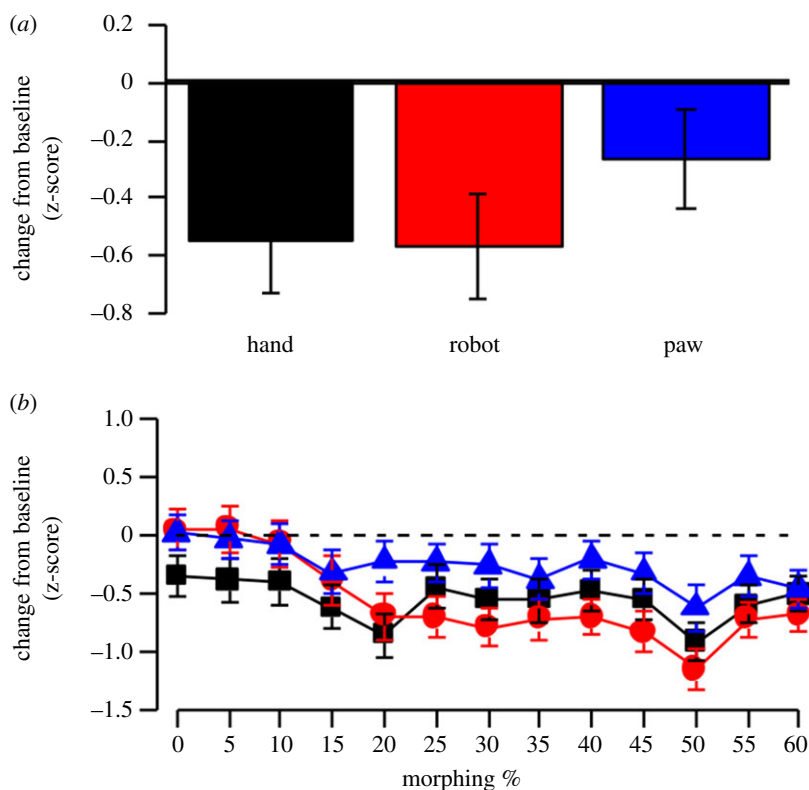 (a)
0.2
0
–0.2
–0.4
–0.6
–0.8
change from baseline
(z-score)
hand robot paw
(b)
1.0
0.5
0
–0.5
–1.0
–1.5
change from baseline
(z-score)
0 5 10 15 20 25 30 35 40 45 50 55 60
morphing %